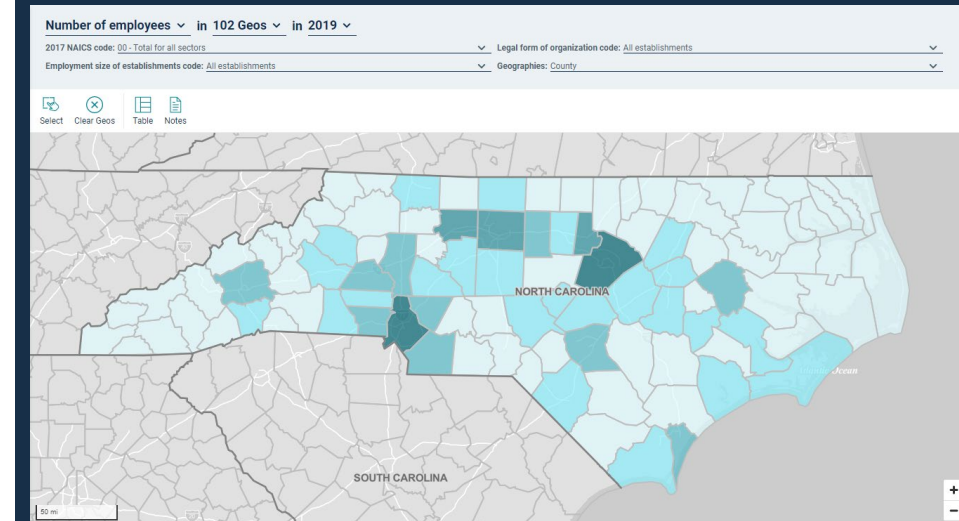 Number of employees in 102 Geos in 2019
2017 NAICS code: 00 - Total for all sectors
Legal form of organization code: All establishments
Employment size of establishments code: All establishments
Geographies: County
Select Clear Geos Table Notes
NORTH CAROLINA
Ocean
SOUTH CAROLINA
50 mi
+
−